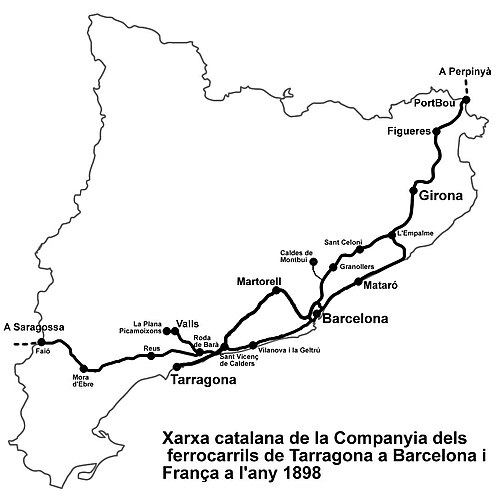 A Perpinyà
PortBou
Figueres
Girona
L'Empalme
Sant Celoni
Caldes de
Montbui
Granollers
Martorell
Mataró
Barcelona
A Saragossa
La Plana
Picamoixons
Valls
Faió
Reus
Roda
de Barà
Vilanova i la Geltrú
Sant Vicenç
de Calders
Mora
d'Ebre
Tarragona
Xarxa catalana de la Companyia dels
ferrocarrils de Tarragona a Barcelona i
França a l'any 1898